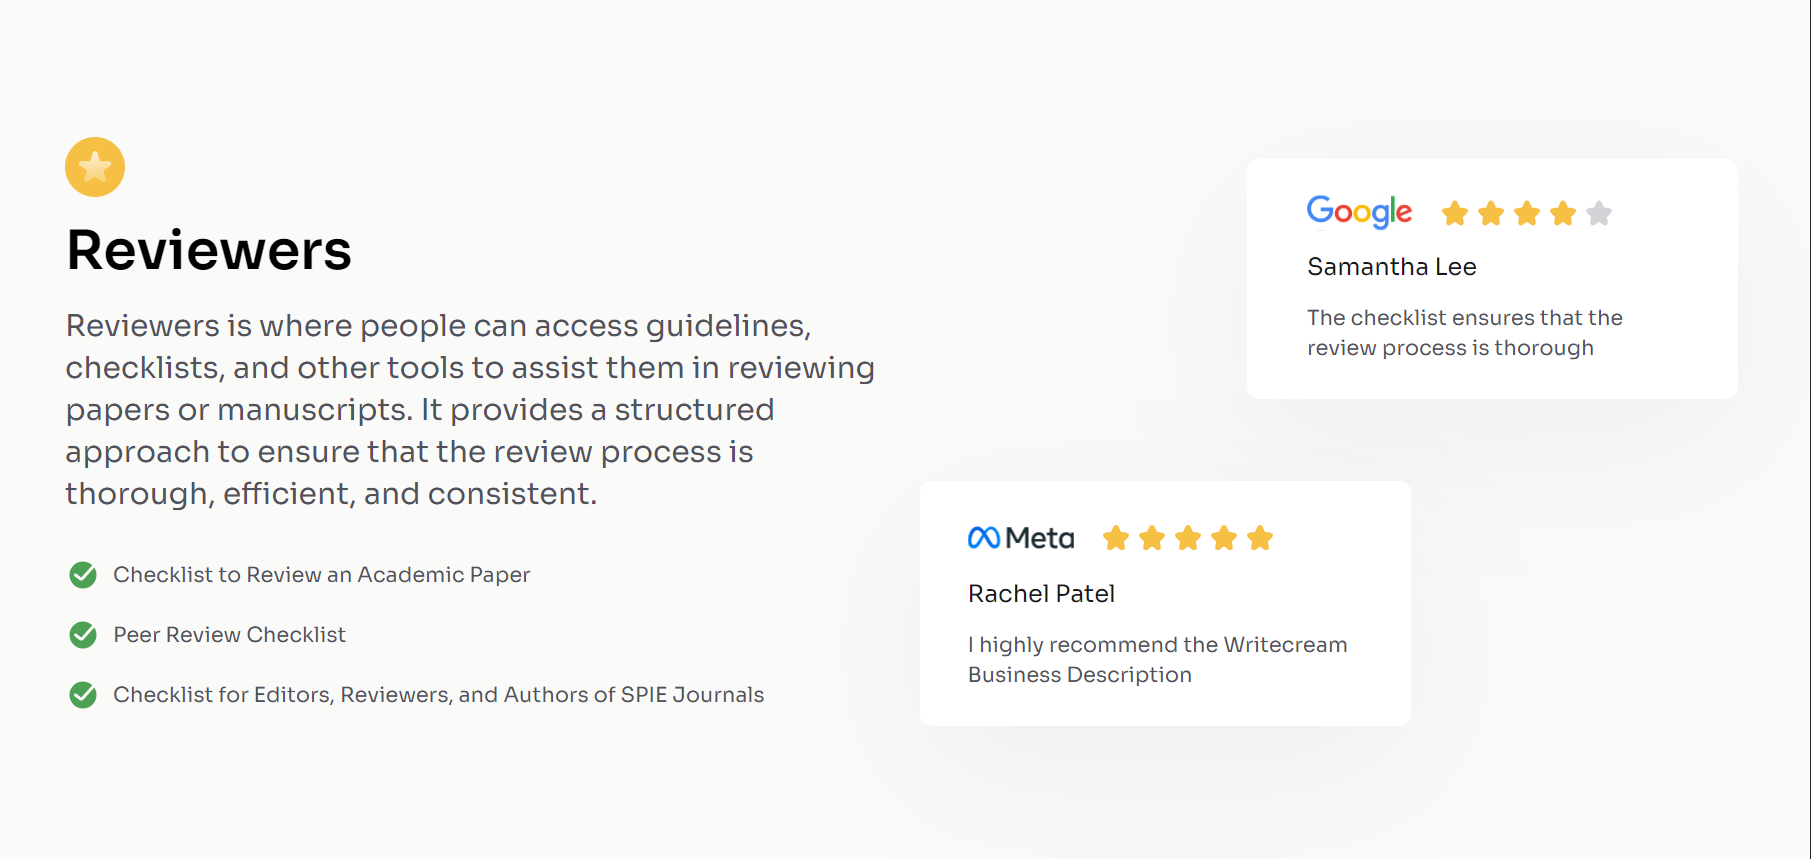 Reviewers
Reviewers is where people can access guidelines,
checklists, and other tools to assist them in reviewing
papers or manuscripts. It provides a structured
approach to ensure that the review process is
thorough, efficient, and consistent.
Checklist to Review an Academic Paper
Peer Review Checklist
Checklist for Editors, Reviewers, and Authors of SPIE Journals
Google
Samantha Lee
The checklist ensures that the
review process is thorough
Meta
Rachel Patel
I highly recommend the Writecream
Business Description